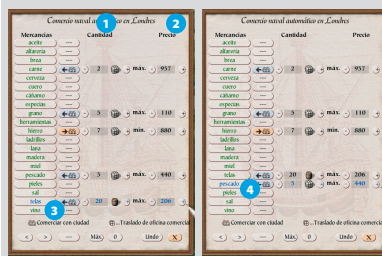 Comercio naval automático en Londres
1
2
Mercancías Cantidad Precio
aceite ---
alfarería ---
brea ---
carne 2 máx. 957
cerveza ---
cuero ---
cáñamo ---
especias ---
grano 5 máx. 110
herramientas ---
hierro 7 mín. 880
ladrillos ---
lana ---
madera ---
miel ---
pescado 3 máx. 440
pieles ---
sal ---
telas 20 máx. 206
vino ---
3
Comerciar con ciudad ...Traslado de oficina comercial
< > --- Máx.) 0 Undo X
Comercio naval automático en Londres
Mercancías Cantidad Precio
aceite ---
alfarería ---
brea ---
carne 2 máx. 957
cerveza ---
cuero ---
cáñamo ---
especias ---
grano 5 máx. 110
herramientas ---
hierro 7 mín. 880
ladrillos ---
lana ---
madera ---
miel ---
telas 20 máx. 206
pescado 3 máx. 440
pieles
4
sal ---
vino ---
Comerciar con ciudad ...Traslado de oficina comercial
< > --- Máx.) 0 Undo X